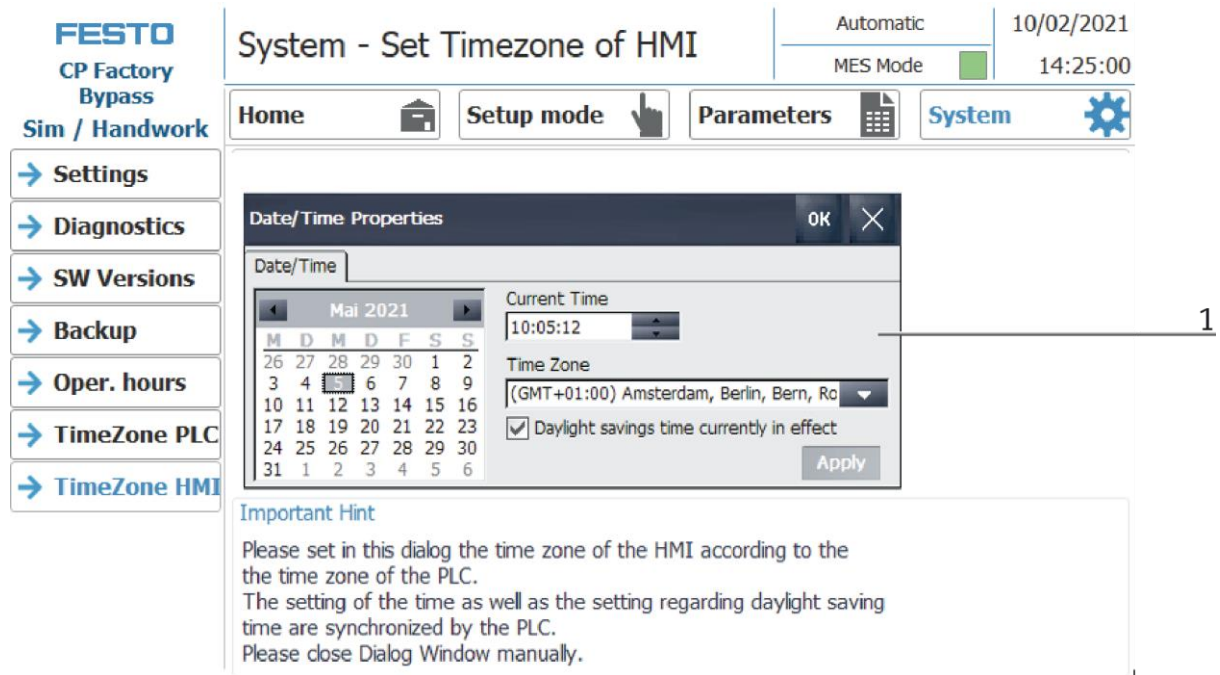 FESTO
CP Factory
Bypass
Sim / Handwork
System - Set Timezone of HMI
Automatic
MES Mode
10/02/2021
14:25:00
Home
Setup mode
Parameters
System
Settings
Diagnostics
SW Versions
Backup
Oper. hours
TimeZone PLC
TimeZone HMI
Date/Time Properties
OK
Date/Time
Mai 2021
M D M D F S S
26 27 28 29 30 1 2
3 4 5 6 7 8 9
10 11 12 13 14 15 16
17 18 19 20 21 22 23
24 25 26 27 28 29 30
31 1 2 3 4 5 6
Current Time
10:05:12
Time Zone
(GMT+01:00) Amsterdam, Berlin, Bern, Ro
Daylight savings time currently in effect
Apply
1
Important Hint
Please set in this dialog the time zone of the HMI according to the
the time zone of the PLC.
The setting of the time as well as the setting regarding daylight saving
time are synchronized by the PLC.
Please close Dialog Window manually.